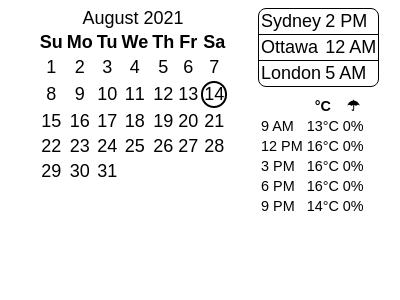 August 2021
Su Mo Tu We Th Fr Sa
1 2 3 4 5 6 7
8 9 10 11 12 13 14
15 16 17 18 19 20 21
22 23 24 25 26 27 28
29 30 31
Sydney 2 PM
Ottawa 12 AM
London 5 AM
°C ☂
9 AM 13°C 0%
12 PM 16°C 0%
3 PM 16°C 0%
6 PM 16°C 0%
9 PM 14°C 0%